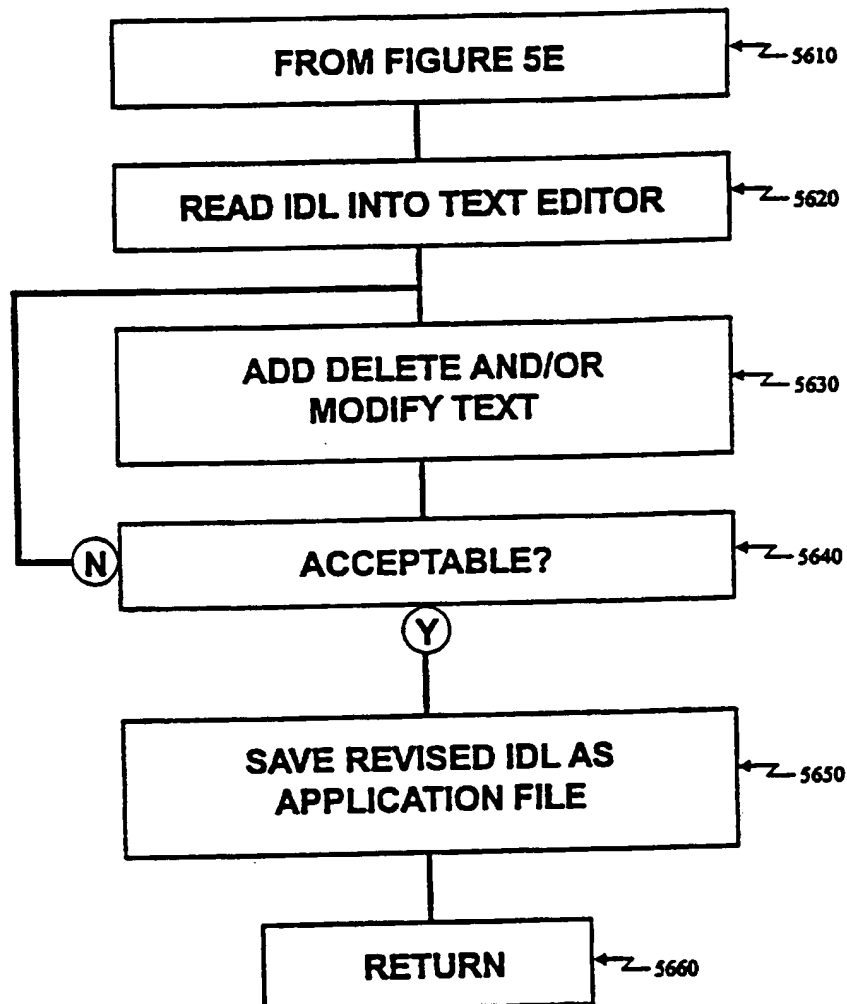 FROM FIGURE 5E
5610
READ IDL INTO TEXT EDITOR
5620
ADD DELETE AND/OR
MODIFY TEXT
5630
N
ACCEPTABLE?
5640
Y
SAVE REVISED IDL AS
APPLICATION FILE
5650
RETURN
5660